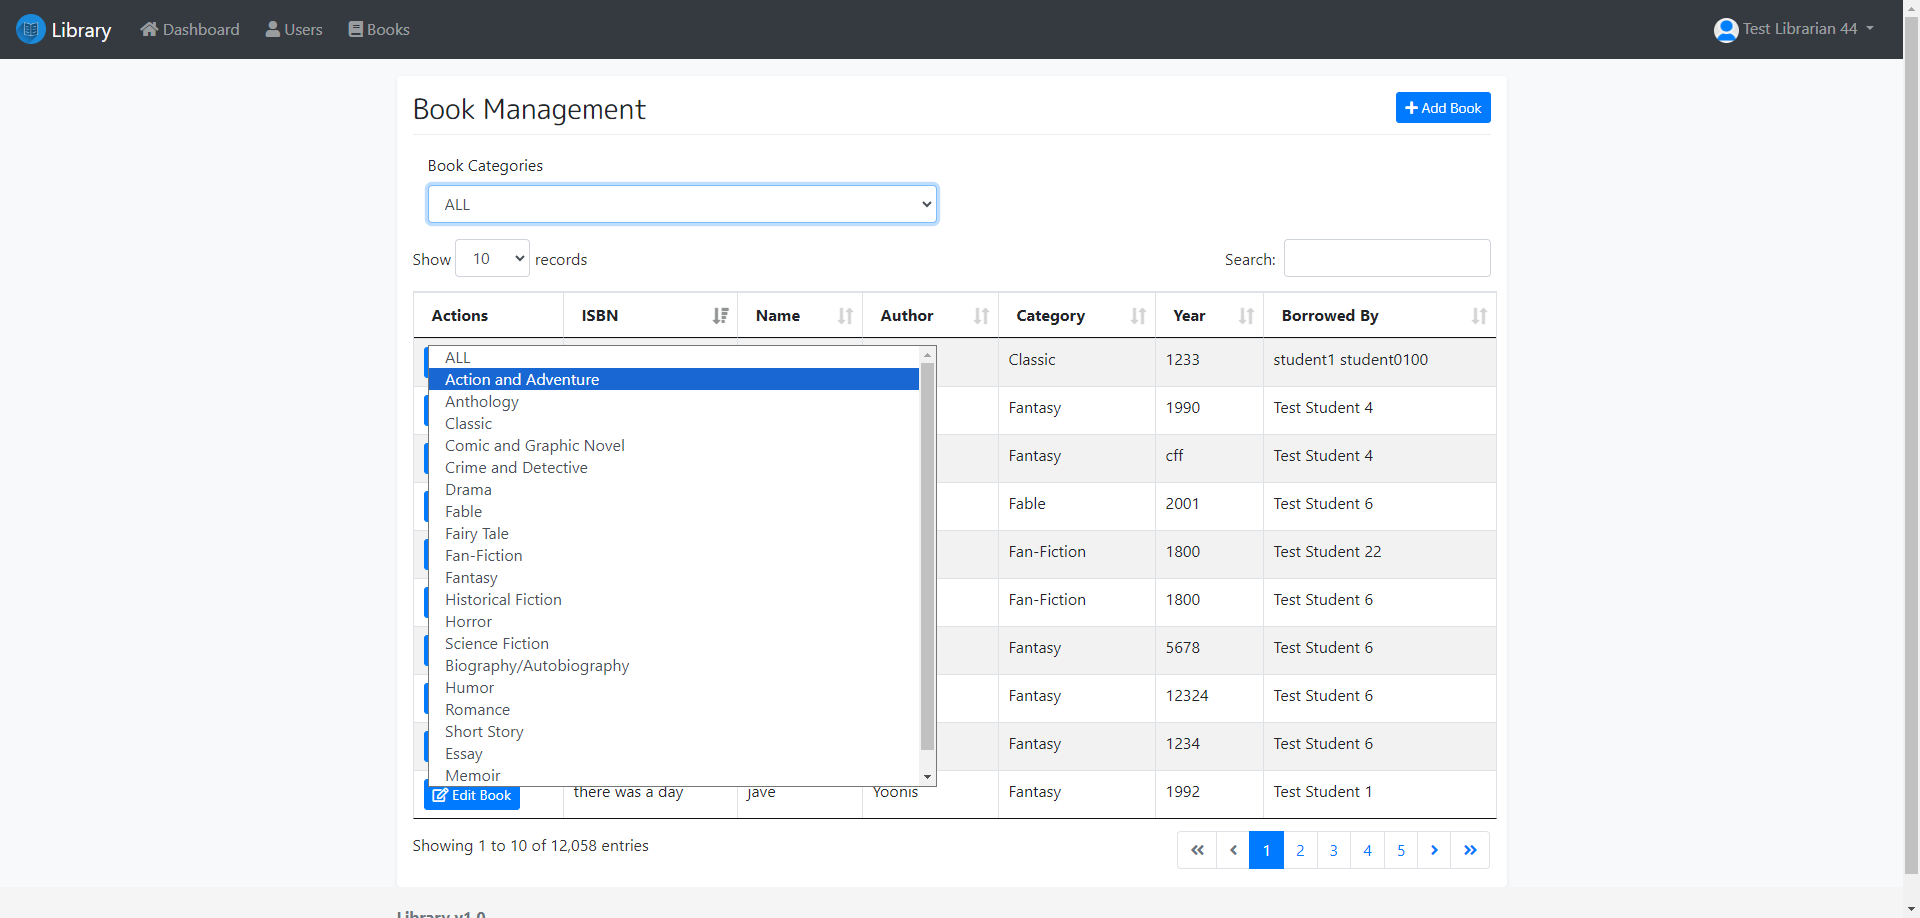 Library Dashboard Users Books Test Librarian 44
Book Management
Add Book
Book Categories
ALL
Show 10 records Search:
Actions ISBN Name Author Category Year Borrowed By
ALL
Action and Adventure
Anthology
Classic
Comic and Graphic Novel
Crime and Detective
Drama
Fable
Fairy Tale
Fan-Fiction
Fantasy
Historical Fiction
Horror
Science Fiction
Biography/Autobiography
Humor
Romance
Short Story
Essay
Memoir
Classic 1233 student1 student0100
Fantasy 1990 Test Student 4
Fantasy cff Test Student 4
Fable 2001 Test Student 6
Fan-Fiction 1800 Test Student 22
Fan-Fiction 1800 Test Student 6
Fantasy 5678 Test Student 6
Fantasy 12324 Test Student 6
Fantasy 1234 Test Student 6
Edit Book there was a day jave Yoonis Fantasy 1992 Test Student 1
Showing 1 to 10 of 12,058 entries
« ‹ 1 2 3 4 5 › »
Library v1.0